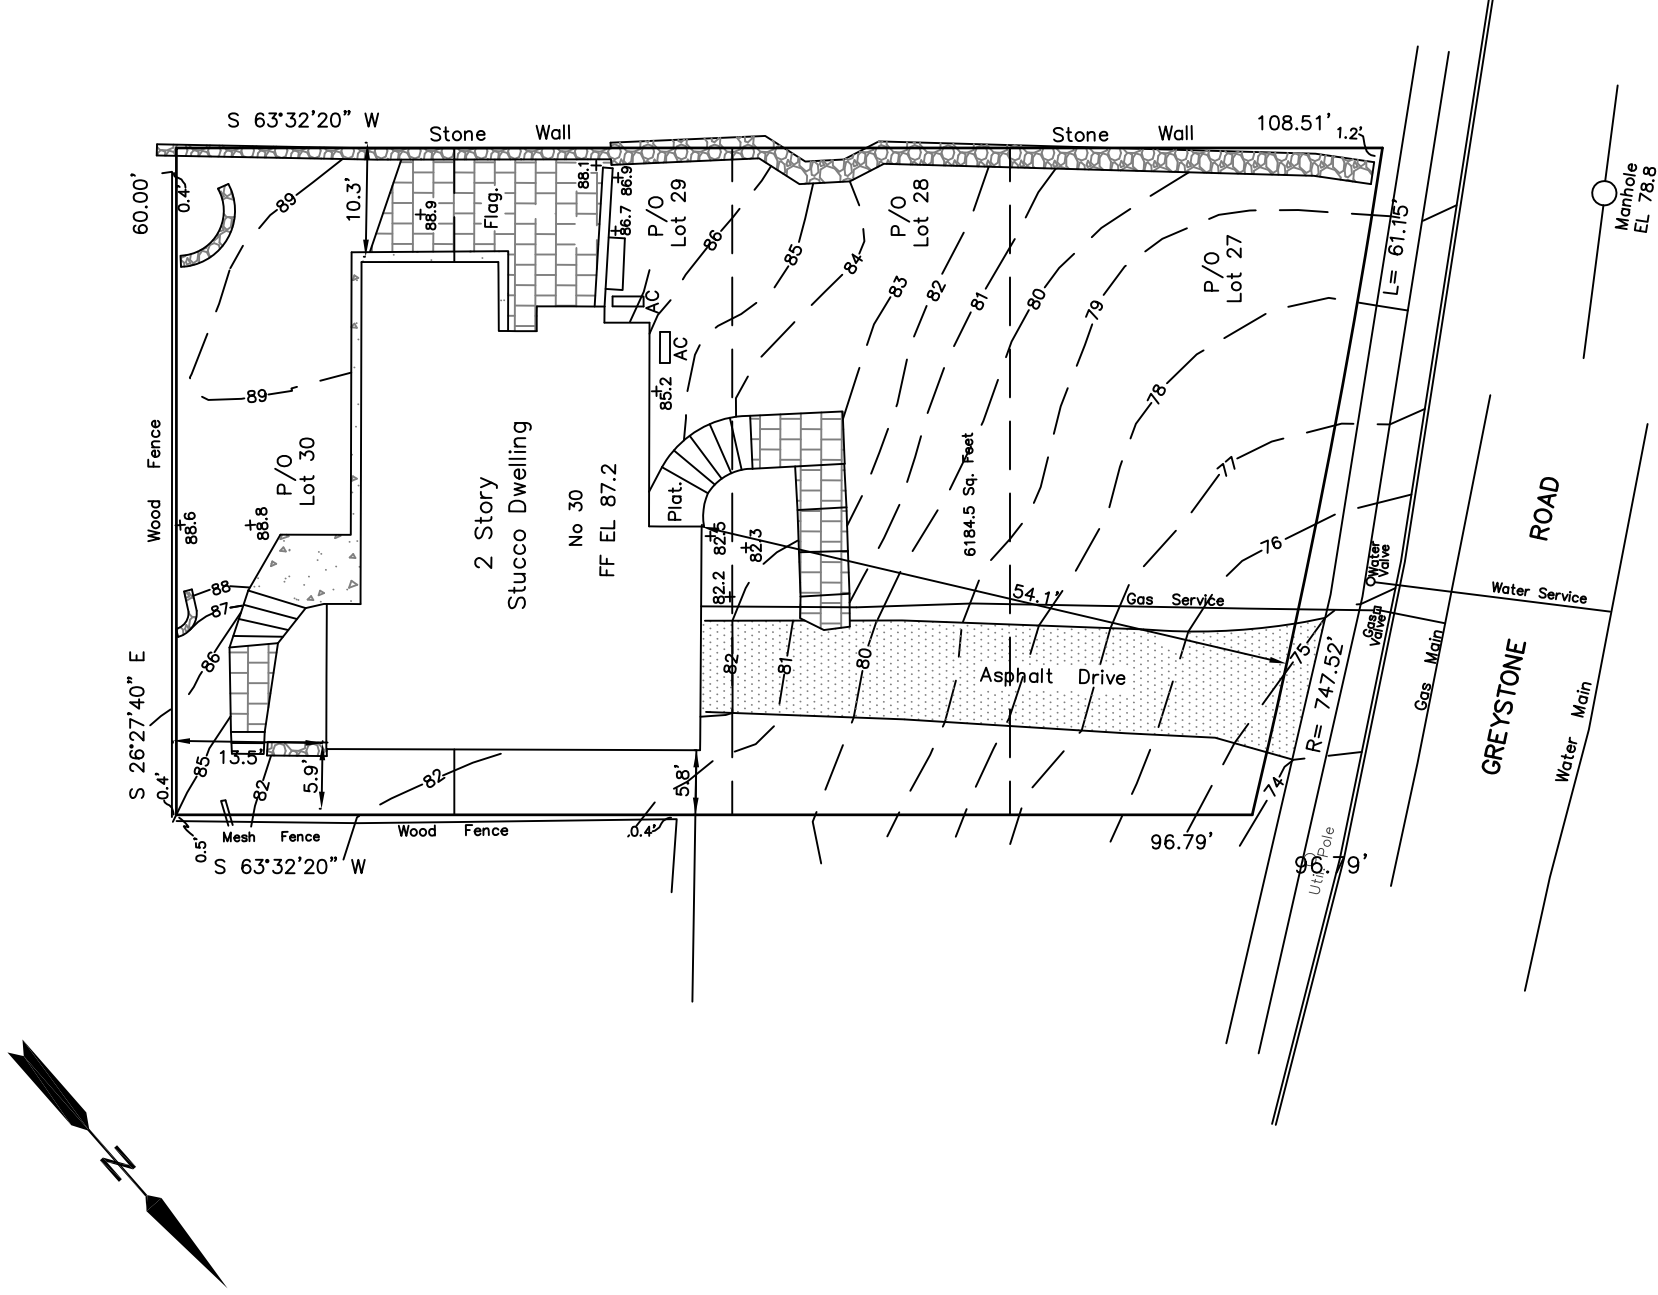 S 63°32'20" W
Stone Wall
Stone Wall
108.51'
1.2'
60.00'
0.4'
89
10.3'
88.9
Flag.
88.1
86.9
86.7
P/O
Lot 29
86
85
84
P/O
Lot 28
83
82
81
80
79
P/O
Lot 27
L= 61.15'
Manhole
EL 78.8
AC
AC
85.2
89
78
77
76
Wood Fence
P/O
Lot 30
88.6
88.8
2 Story
Stucco Dwelling
No 30
FF EL 87.2
Plat.
82.5
82.3
82.2
6184.5 Sq. Feet
ROAD
Water
Valve
Water Service
54.1'
Gas Service
Gas
Valve
88
87
86
82
81
80
Asphalt Drive
75
R= 747.52'
Gas Main
GREYSTONE
Water Main
S 26°27'40" E
0.4'
85
13.5'
82
5.9'
82
5.8'
74
0.5'
Mesh Fence
Wood Fence
0.4'
96.79'
S 63°32'20" W
96.79'
Util. Pole
N